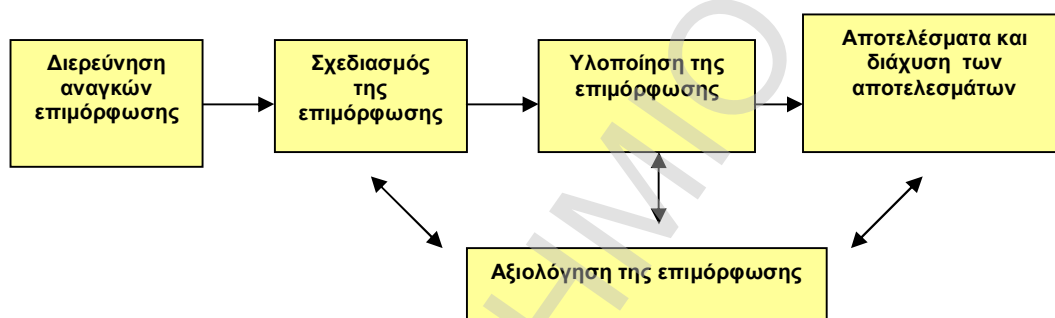 Διερεύνηση
αναγκών
επιμόρφωσης
Σχεδιασμός
της
επιμόρφωσης
Υλοποίηση της
επιμόρφωσης
Αποτελέσματα και
διάχυση των
αποτελεσμάτων
Αξιολόγηση της επιμόρφωσης